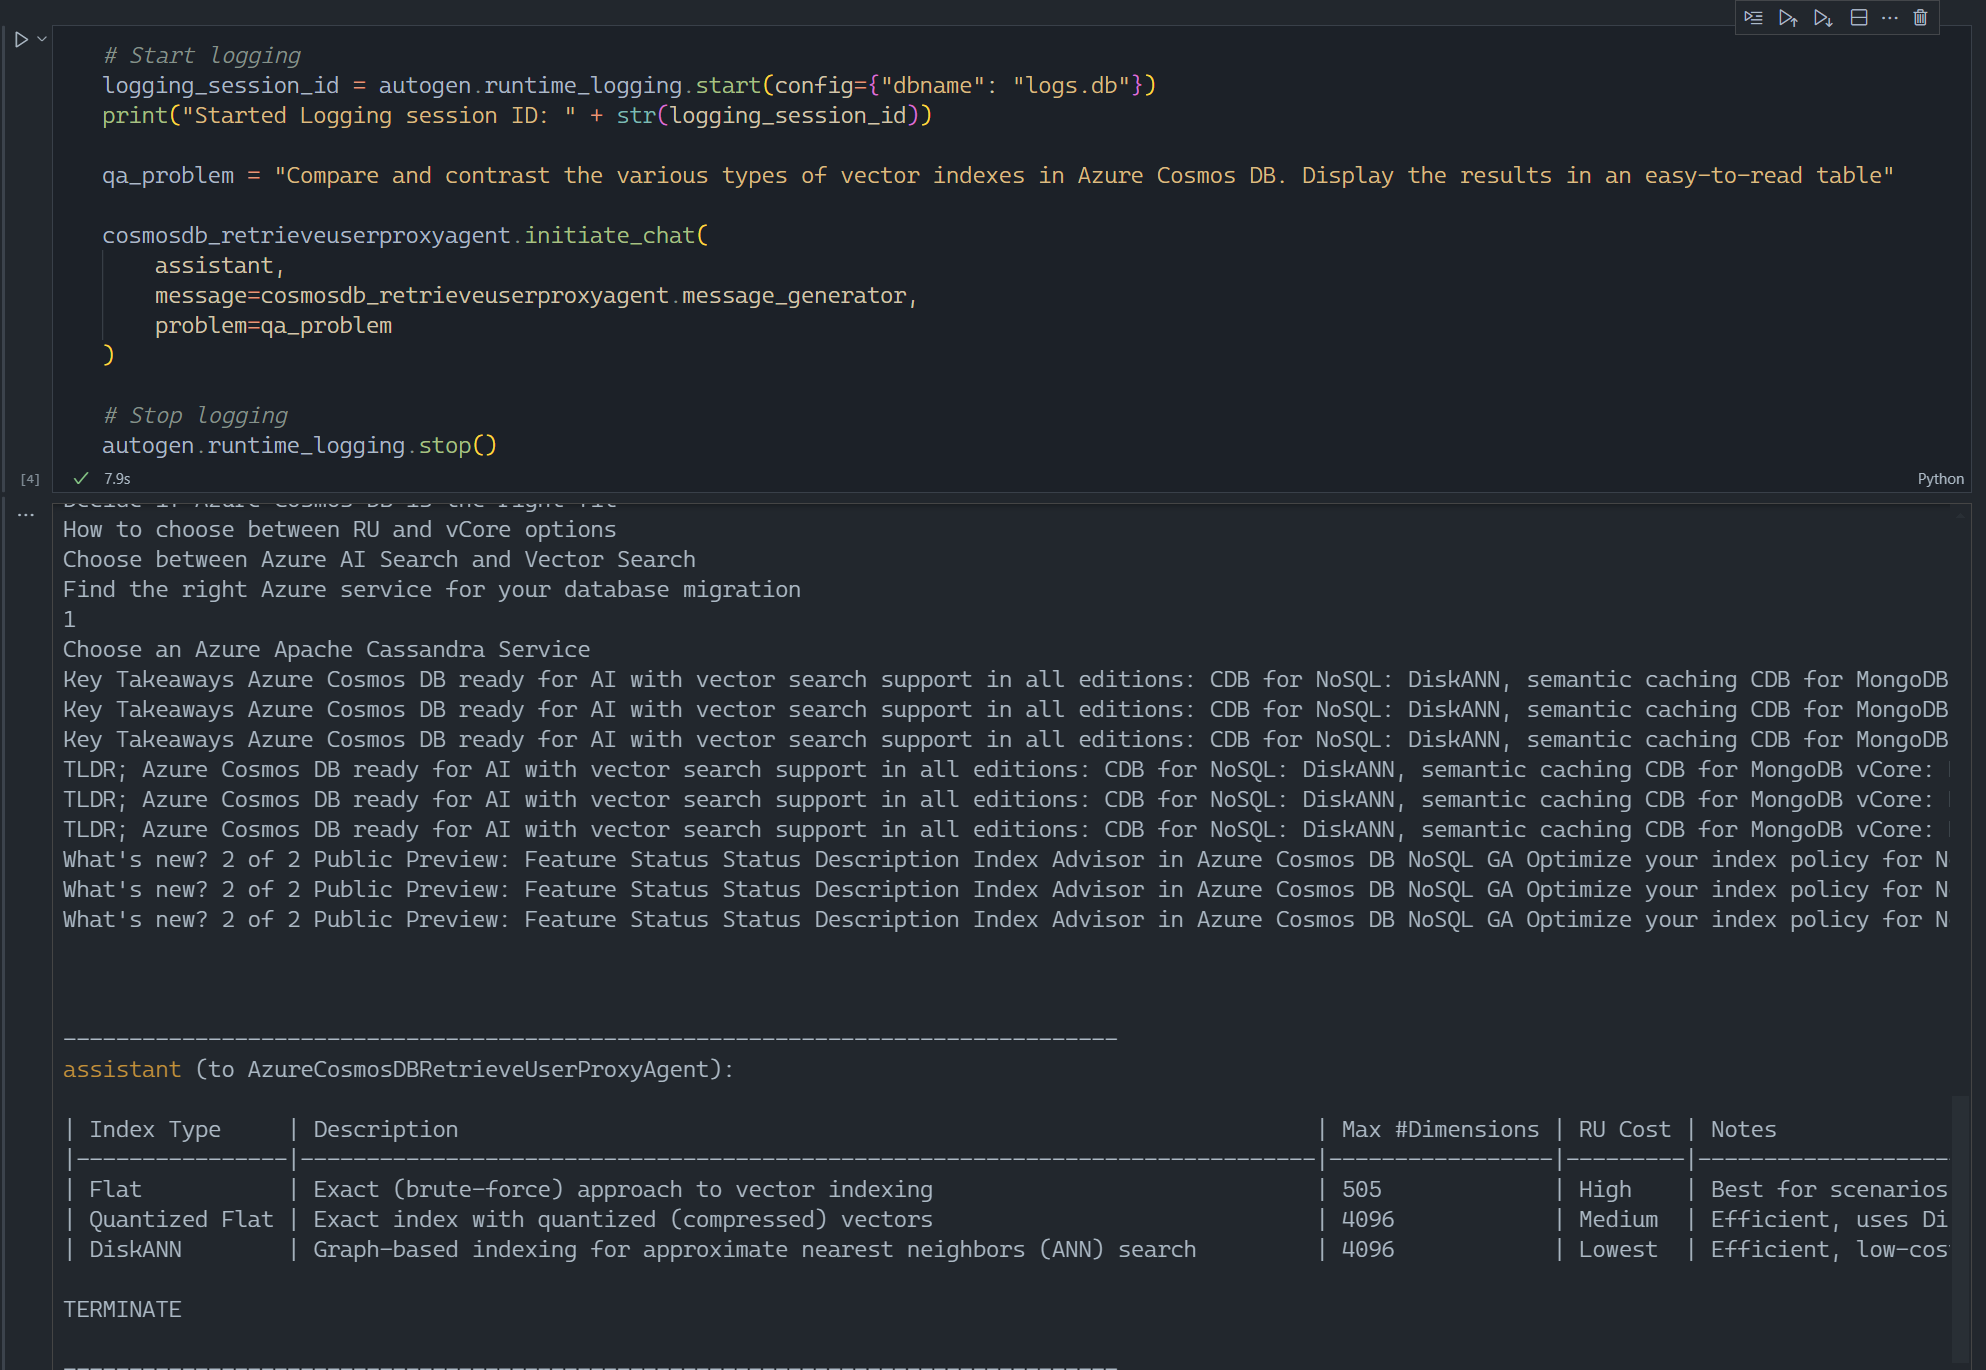 # Start logging
logging_session_id = autogen.runtime_logging.start(config={"dbname": "logs.db"})
print("Started Logging session ID: " + str(logging_session_id))
qa_problem = "Compare and contrast the various types of vector indexes in Azure Cosmos DB. Display the results in an easy-to-read table"
cosmosdb_retrieveuserproxyagent.initiate_chat(
    assistant,
    message=cosmosdb_retrieveuserproxyagent.message_generator,
    problem=qa_problem
)
# Stop logging
autogen.runtime_logging.stop()
[4] 7.9s Python
Decide if Azure Cosmos DB is the right fit
How to choose between RU and vCore options
Choose between Azure AI Search and Vector Search
Find the right Azure service for your database migration
1
Choose an Azure Apache Cassandra Service
Key Takeaways Azure Cosmos DB ready for AI with vector search support in all editions: CDB for NoSQL: DiskANN, semantic caching CDB for MongoDB
Key Takeaways Azure Cosmos DB ready for AI with vector search support in all editions: CDB for NoSQL: DiskANN, semantic caching CDB for MongoDB
Key Takeaways Azure Cosmos DB ready for AI with vector search support in all editions: CDB for NoSQL: DiskANN, semantic caching CDB for MongoDB
TLDR; Azure Cosmos DB ready for AI with vector search support in all editions: CDB for NoSQL: DiskANN, semantic caching CDB for MongoDB vCore:
TLDR; Azure Cosmos DB ready for AI with vector search support in all editions: CDB for NoSQL: DiskANN, semantic caching CDB for MongoDB vCore:
TLDR; Azure Cosmos DB ready for AI with vector search support in all editions: CDB for NoSQL: DiskANN, semantic caching CDB for MongoDB vCore:
What's new? 2 of 2 Public Preview: Feature Status Status Description Index Advisor in Azure Cosmos DB NoSQL GA Optimize your index policy for N
What's new? 2 of 2 Public Preview: Feature Status Status Description Index Advisor in Azure Cosmos DB NoSQL GA Optimize your index policy for N
What's new? 2 of 2 Public Preview: Feature Status Status Description Index Advisor in Azure Cosmos DB NoSQL GA Optimize your index policy for N
--------------------------------------------------------------------------------
assistant (to AzureCosmosDBRetrieveUserProxyAgent):
| Index Type | Description | Max #Dimensions | RU Cost | Notes
|----------------|-----------------------------------------------------------------------------|-----------------|---------|-------------------
| Flat | Exact (brute-force) approach to vector indexing | 505 | High | Best for scenarios
| Quantized Flat | Exact index with quantized (compressed) vectors | 4096 | Medium | Efficient, uses Di
| DiskANN | Graph-based indexing for approximate nearest neighbors (ANN) search | 4096 | Lowest | Efficient, low-cos
TERMINATE
--------------------------------------------------------------------------------